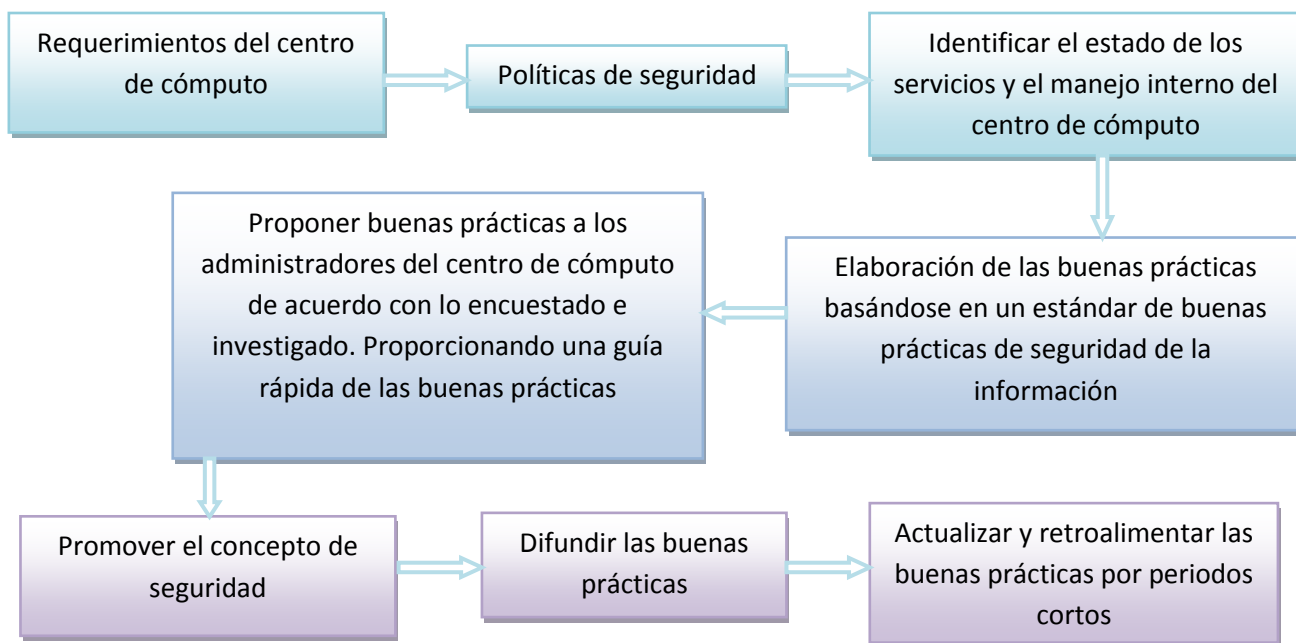 Requerimientos del centro
de cómputo
Políticas de seguridad
Identificar el estado de los
servicios y el manejo interno del
centro de cómputo
Elaboración de las buenas prácticas
basándose en un estándar de buenas
prácticas de seguridad de la
información
Proponer buenas prácticas a los
administradores del centro de cómputo
de acuerdo con lo encuestado e
investigado. Proporcionando una guía
rápida de las buenas prácticas
Promover el concepto de
seguridad
Difundir las buenas
prácticas
Actualizar y retroalimentar las
buenas prácticas por periodos
cortos